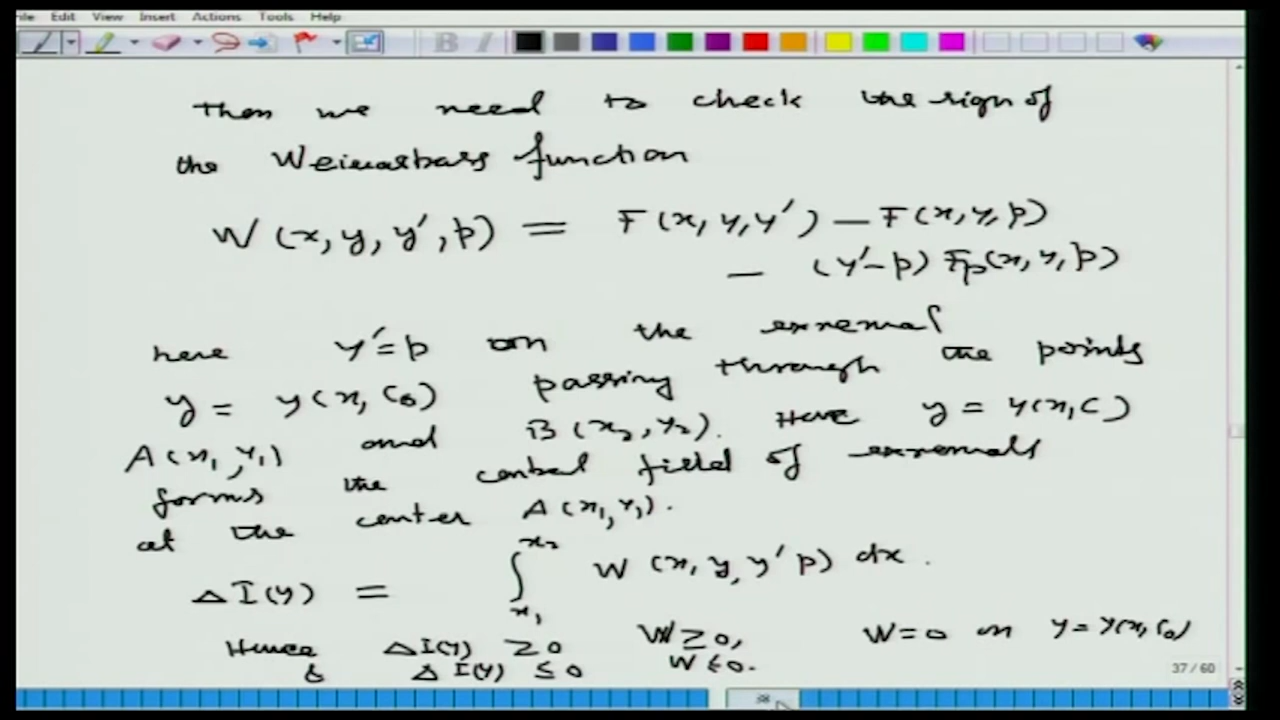 File Edit View Insert Actions Tools Help
Then we need to check the sign of
the Weierstrass function
W(x, y, y', p) = F(x, y, y') — F(x, y, p)
— (y'-p) Fp(x, y, p)
here y'=p on the extremal
y = y(x, C0) passing through the points
A(x1, y1) and B(x2, y2). Here y = y(x, C)
forms the central field of extremals
at the center A(x1, y1).
ΔI(y) = ∫_{x1}^{x2} W (x, y, y' p) dx.
Hence ΔI(y) ≥0 W≥0, W=0 on y=y(x, C0)
& ΔI(y) ≤ 0 W≤0.
37 / 60